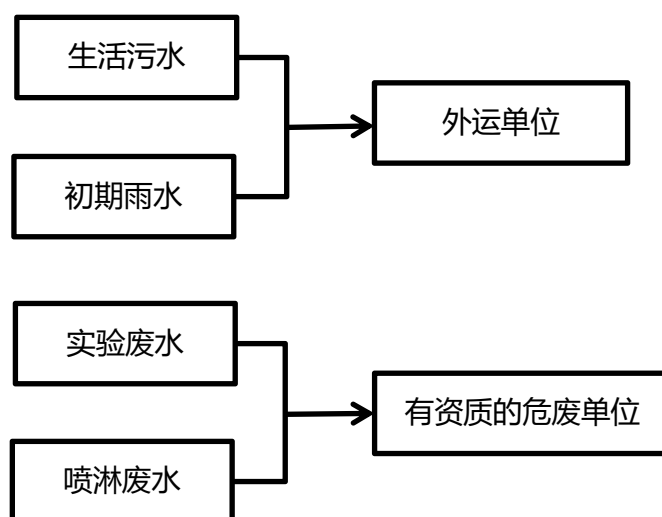 生活污水
外运单位
初期雨水
实验废水
有资质的危废单位
喷淋废水